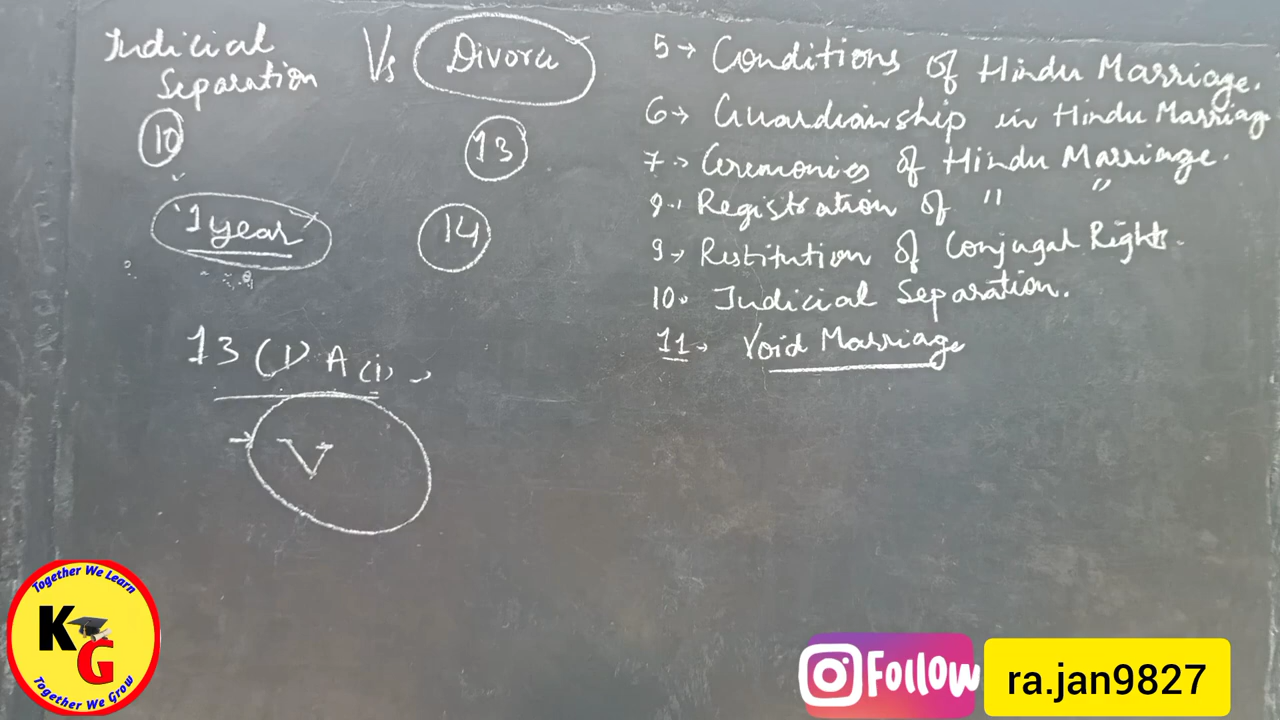 Judicial
Separation
Vs
Divorce
10
13
1 year
14
13 (1) A (i)
V
5→ Conditions of Hindu Marriage.
6→ Guardianship in Hindu Marriage
7→ Ceremonies of Hindu Marriage.
8→ Registration of " "
9→ Restitution of Conjugal Rights.
10. Judicial Separation.
11→ Void Marriage
Together We Learn
KG
Together We Grow
Follow
ra.jan9827